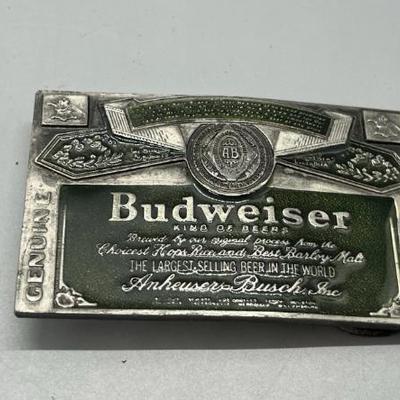 AB
GENUINE
Budweiser
KING OF BEERS
Brewed by our original process from the
Choicest Hops, Rice and Best Barley Malt
THE LARGEST-SELLING BEER IN THE WORLD
Anheuser-Busch, Inc.